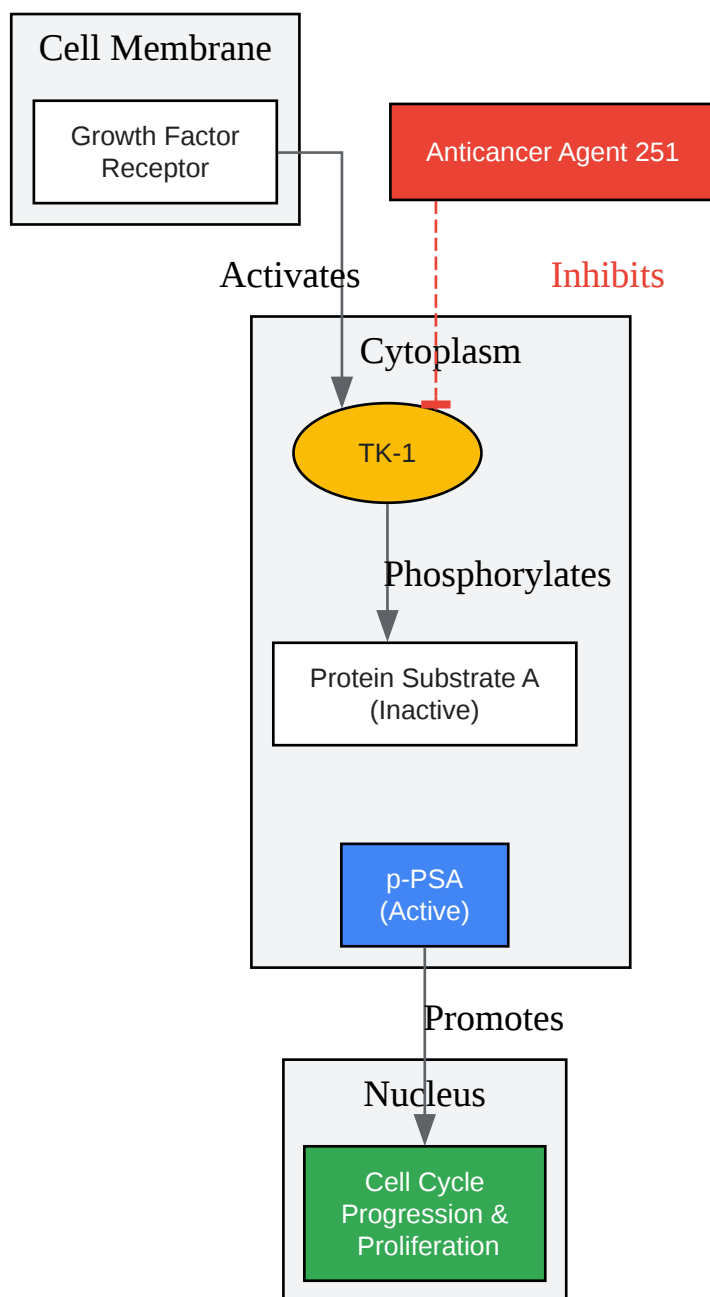 Cell Membrane
Growth Factor
Receptor
Anticancer Agent 251
Activates
Inhibits
Cytoplasm
TK-1
Phosphorylates
Protein Substrate A
(Inactive)
p-PSA
(Active)
Promotes
Nucleus
Cell Cycle
Progression &
Proliferation